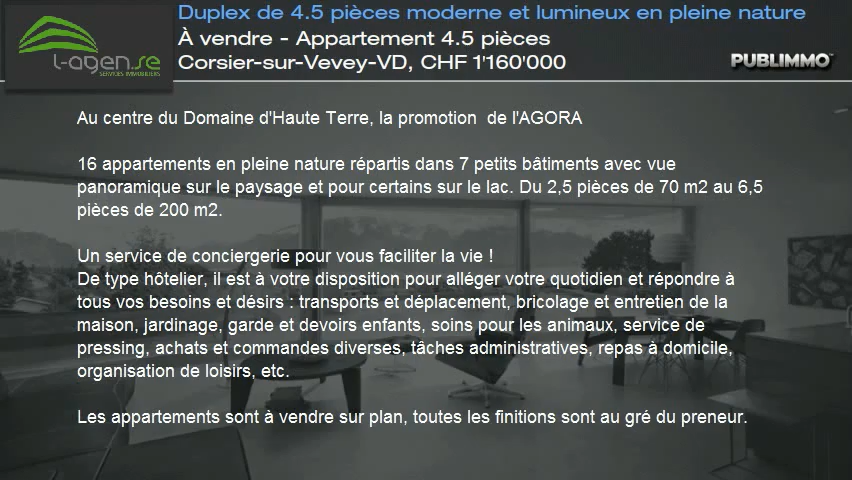 Duplex de 4.5 pièces moderne et lumineux en pleine nature
À vendre - Appartement 4.5 pièces
Corsier-sur-Vevey-VD, CHF 1'160'000
L-agen.se
SERVICES IMMOBILIERS
PUBLIMMO™
Au centre du Domaine d'Haute Terre, la promotion de l'AGORA
16 appartements en pleine nature répartis dans 7 petits bâtiments avec vue
panoramique sur le paysage et pour certains sur le lac. Du 2,5 pièces de 70 m2 au 6,5
pièces de 200 m2.
Un service de conciergerie pour vous faciliter la vie !
De type hôtelier, il est à votre disposition pour alléger votre quotidien et répondre à
tous vos besoins et désirs : transports et déplacement, bricolage et entretien de la
maison, jardinage, garde et devoirs enfants, soins pour les animaux, service de
pressing, achats et commandes diverses, tâches administratives, repas à domicile,
organisation de loisirs, etc.
Les appartements sont à vendre sur plan, toutes les finitions sont au gré du preneur.